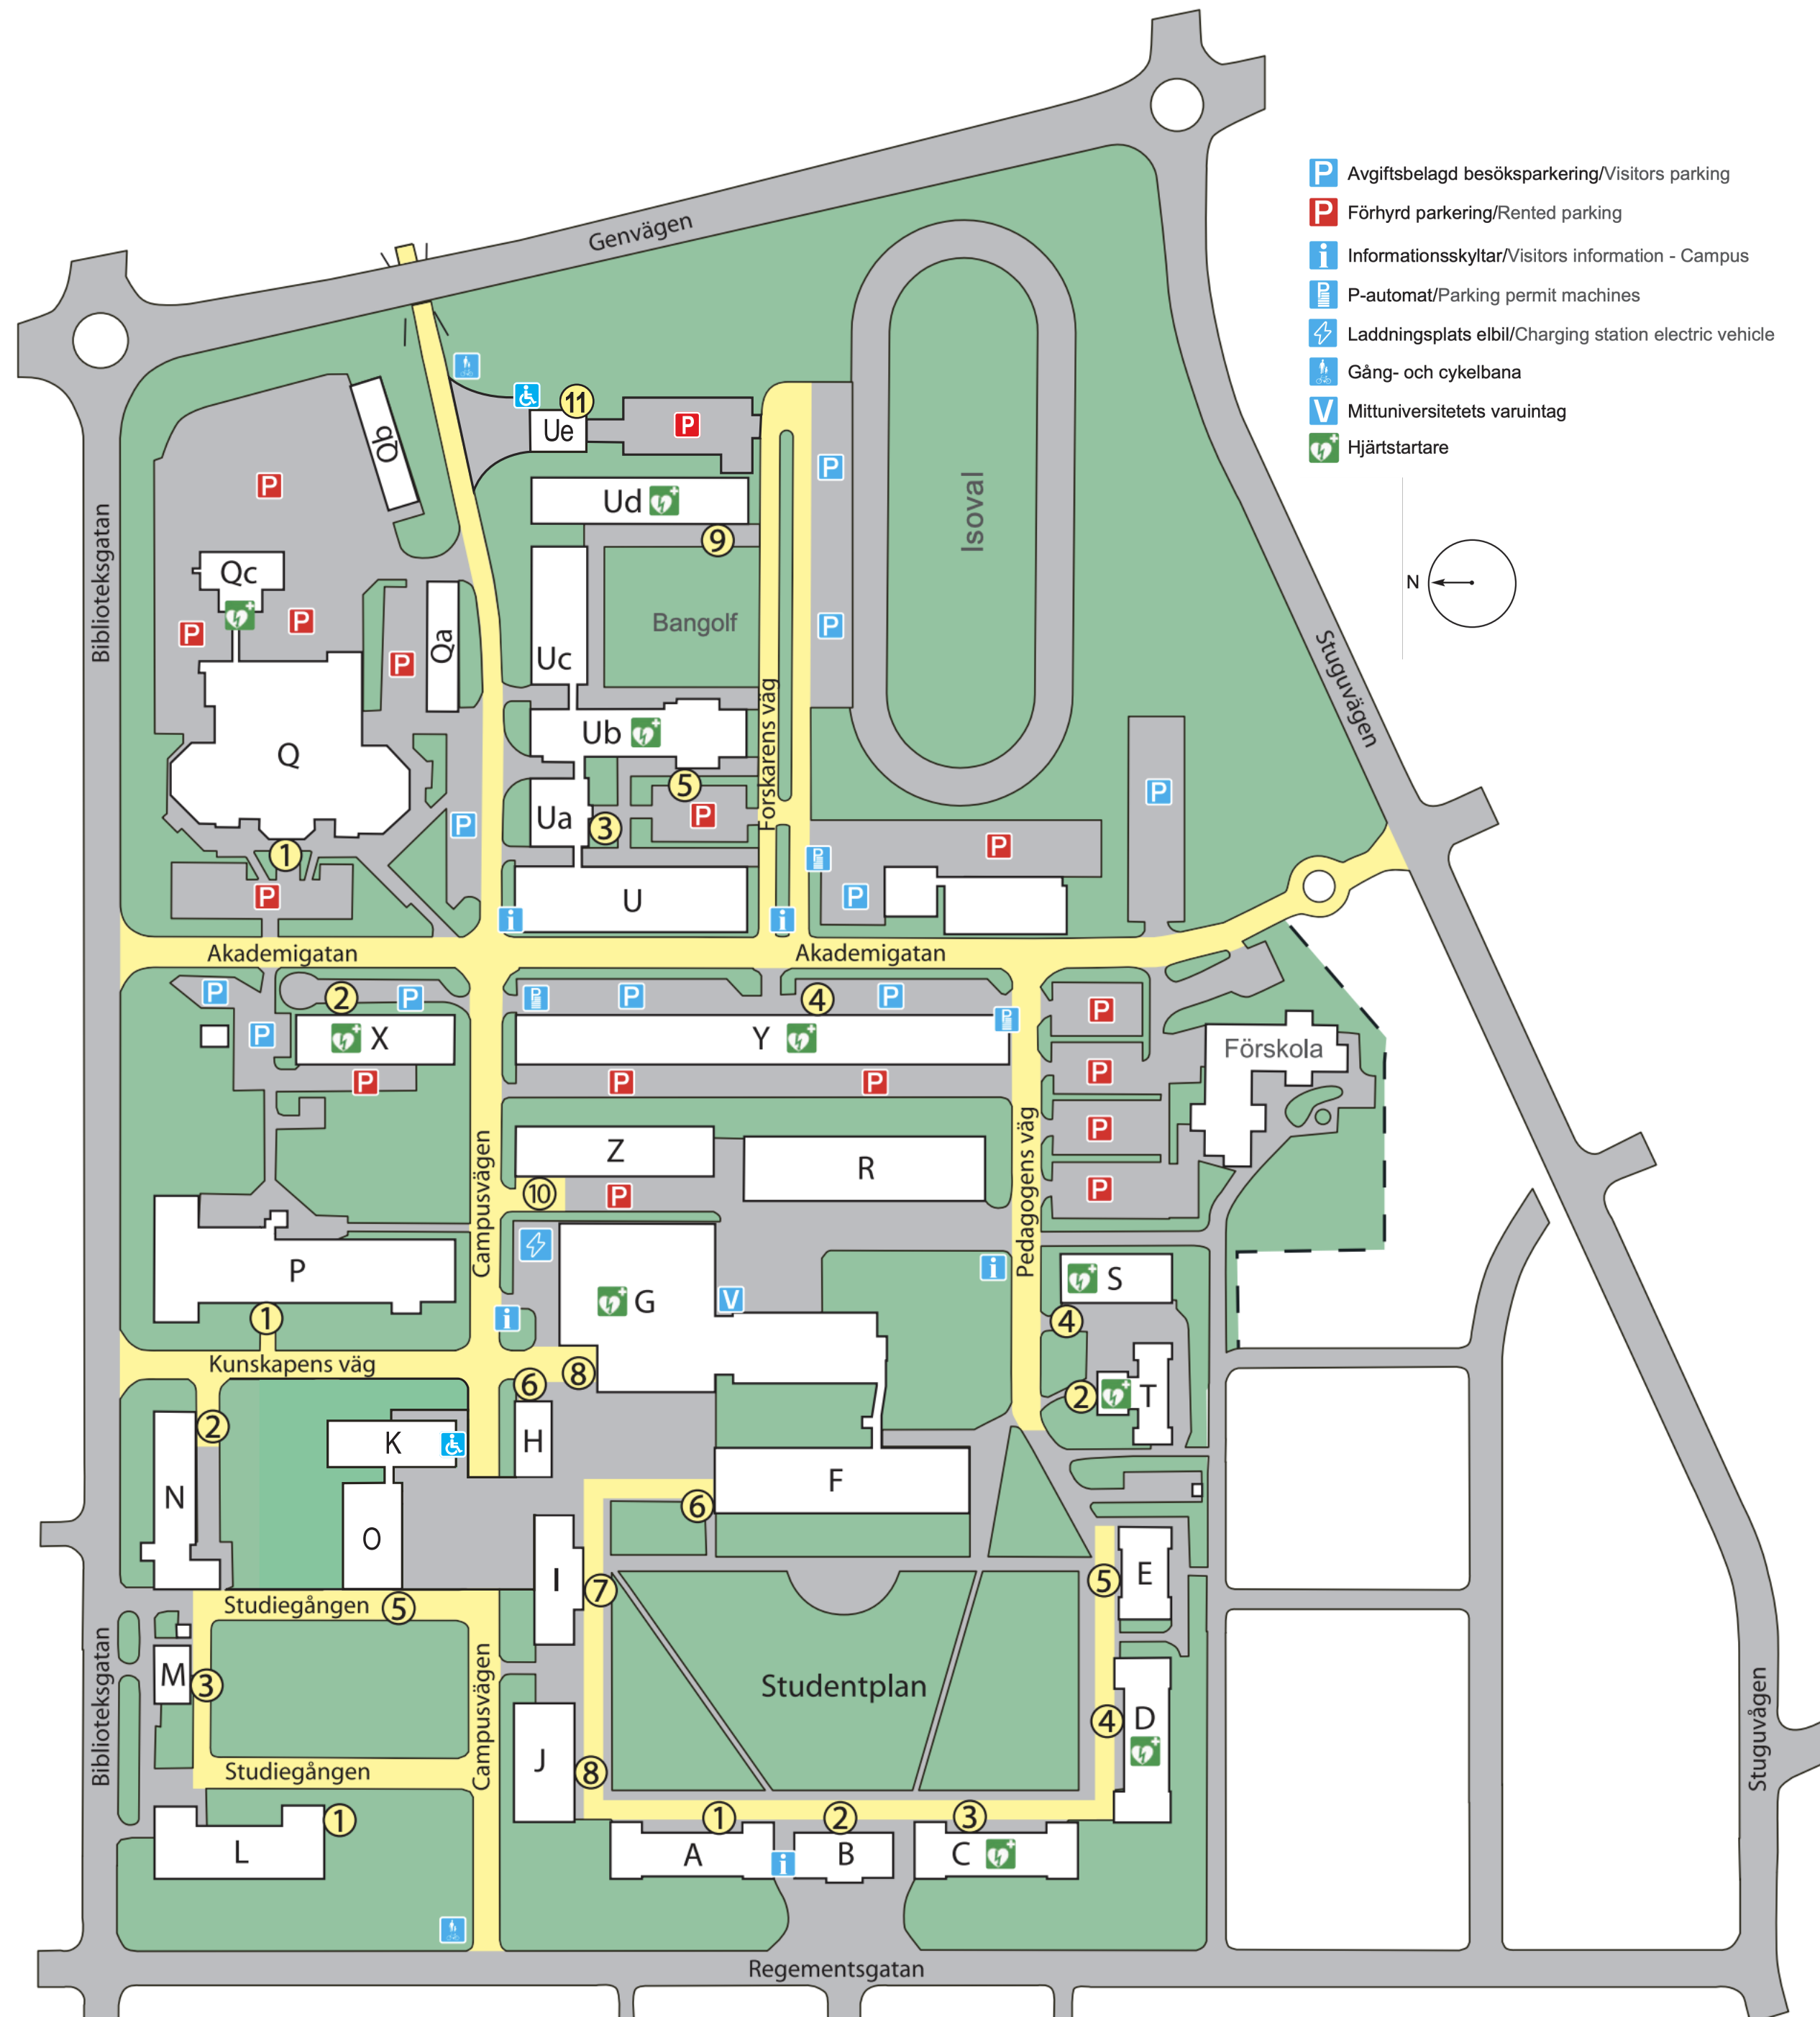 P Avgiftsbelagd besöksparkering/Visitors parking
P Förhyrd parkering/Rented parking
i Informationsskyltar/Visitors information - Campus
P P-automat/Parking permit machines
Laddningsplats elbil/Charging station electric vehicle
Gång- och cykelbana
V Mittuniversitetets varuintag
Hjärtstartare
N
Genvägen
Stuguvägen
Biblioteksgatan
Isoval
Qb
11
Ue
P
P
Ud
P
9
Qc
P
P
P
Qa
Uc
Bangolf
P
Forskarens väg
Ub
Q
5
P
Ua
3
P
P
P
1
P
U
P
P
P
i
i
Akademigatan
Akademigatan
P
2
P
P
P
4
P
P
P
P
X
Y
Förskola
P
P
P
P
P
Campusvägen
Z
R
Pedagogens väg
10
P
P
P
G
V
i
S
1
i
4
Kunskapens väg
8
6
2
T
2
K
H
N
F
O
6
I
7
5
E
Studiegången
5
Biblioteksgatan
M
3
Campusvägen
Studentplan
4
D
Stuguvägen
Studiegången
J
8
L
1
1
2
3
A
i
B
C
Regementsgatan